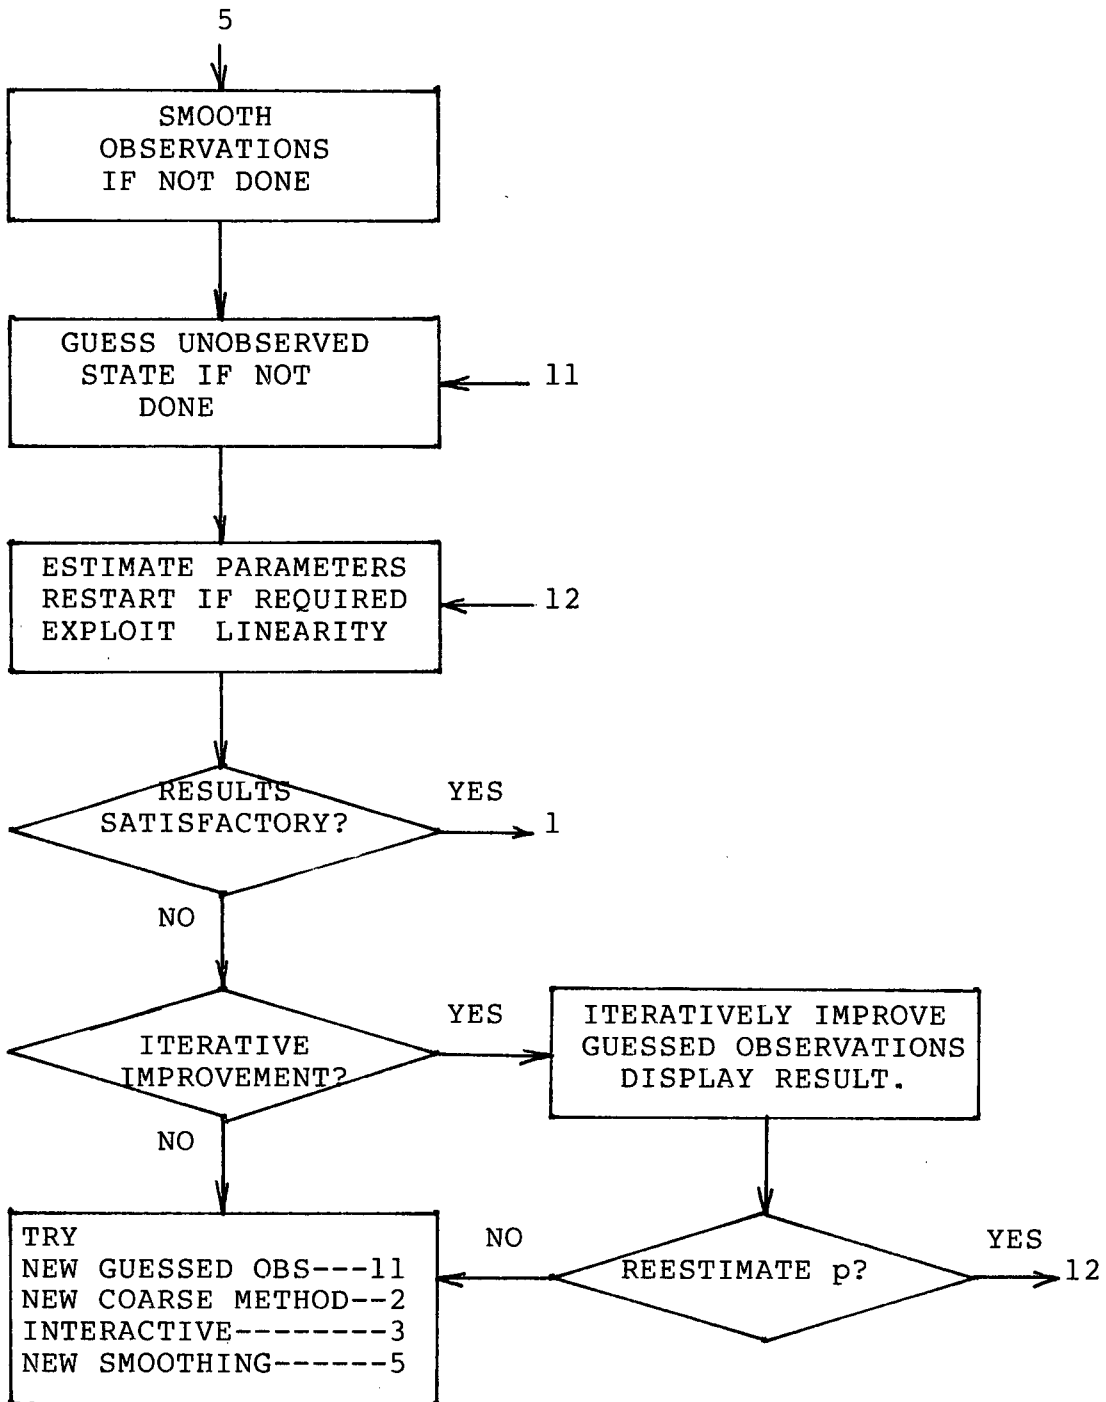 5
SMOOTH
OBSERVATIONS
IF NOT DONE
GUESS UNOBSERVED
STATE IF NOT
DONE
11
ESTIMATE PARAMETERS
RESTART IF REQUIRED
EXPLOIT LINEARITY
12
RESULTS
SATISFACTORY?
YES
1
NO
ITERATIVE
IMPROVEMENT?
YES
ITERATIVELY IMPROVE
GUESSED OBSERVATIONS
DISPLAY RESULT.
NO
TRY
NEW GUESSED OBS---11
NEW COARSE METHOD--2
INTERACTIVE--------3
NEW SMOOTHING------5
NO
REESTIMATE p?
YES
12